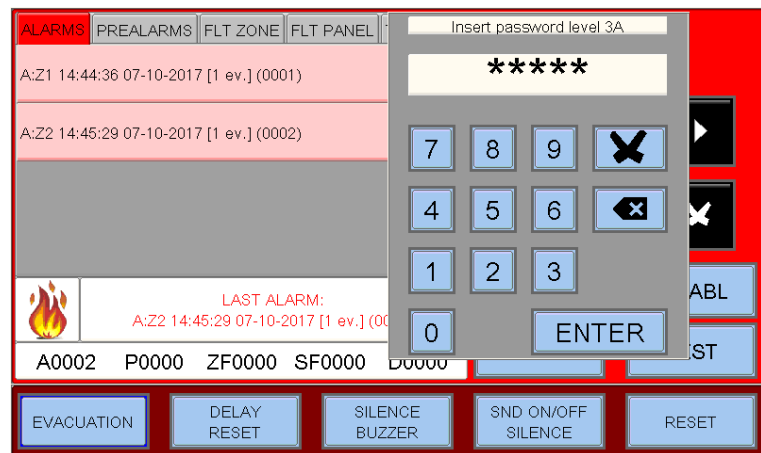 ALARMS PREALARMS FLT ZONE FLT PANEL
Insert password level 3A
*****
A:Z1 14:44:36 07-10-2017 [1 ev.] (0001)
A:Z2 14:45:29 07-10-2017 [1 ev.] (0002)
7 8 9
4 5 6
1 2 3
0 ENTER
LAST ALARM:
A:Z2 14:45:29 07-10-2017 [1 ev.] (00
ABL
A0002 P0000 ZF0000 SF0000 D0000
ST
EVACUATION
DELAY
RESET
SILENCE
BUZZER
SND ON/OFF
SILENCE
RESET